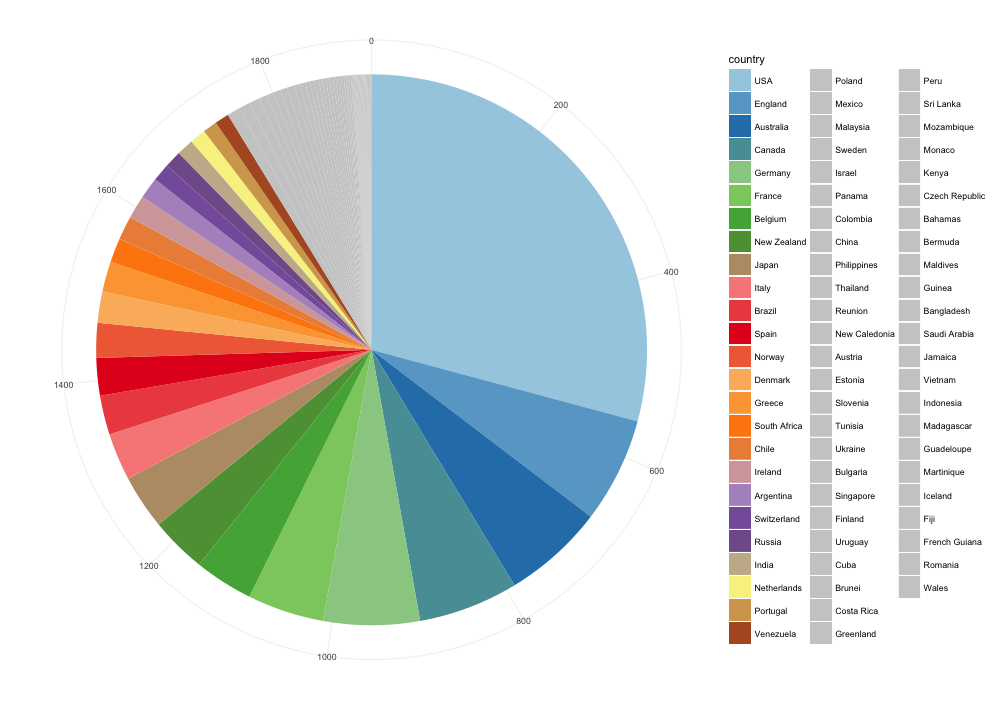 0
200
400
600
800
1000
1200
1400
1600
1800
country
USA
England
Australia
Canada
Germany
France
Belgium
New Zealand
Japan
Italy
Brazil
Spain
Norway
Denmark
Greece
South Africa
Chile
Ireland
Argentina
Switzerland
Russia
India
Netherlands
Portugal
Venezuela
Poland
Mexico
Malaysia
Sweden
Israel
Panama
Colombia
China
Philippines
Thailand
Reunion
New Caledonia
Austria
Estonia
Slovenia
Tunisia
Ukraine
Bulgaria
Singapore
Finland
Uruguay
Cuba
Brunei
Costa Rica
Greenland
Peru
Sri Lanka
Mozambique
Monaco
Kenya
Czech Republic
Bahamas
Bermuda
Maldives
Guinea
Bangladesh
Saudi Arabia
Jamaica
Vietnam
Indonesia
Madagascar
Guadeloupe
Martinique
Iceland
Fiji
French Guiana
Romania
Wales